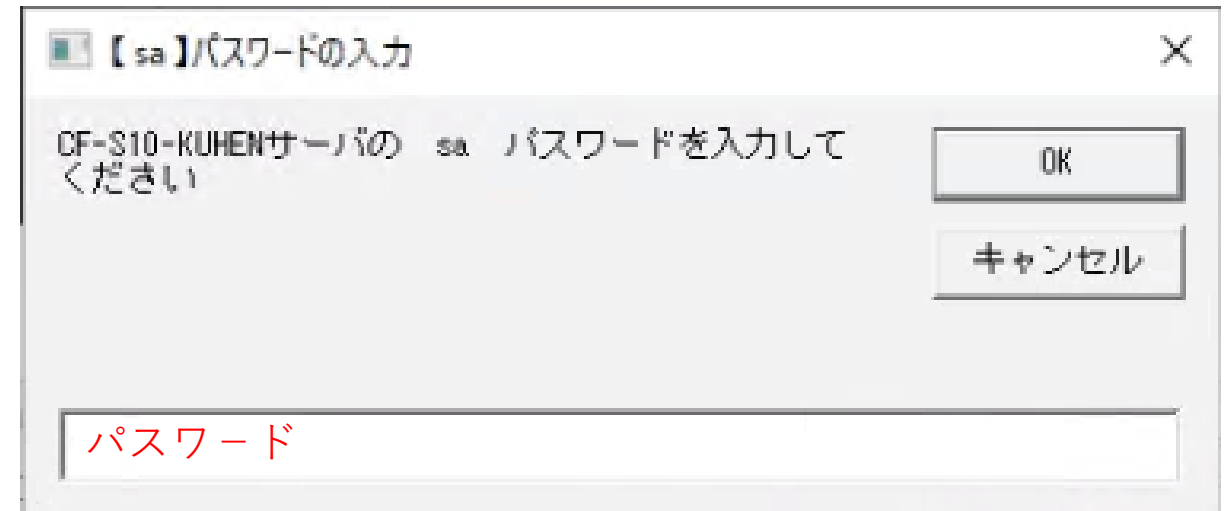 【sa】パスワードの入力
CF-S10-KUHENサーバの sa パスワードを入力して
ください
OK
キャンセル
パスワード